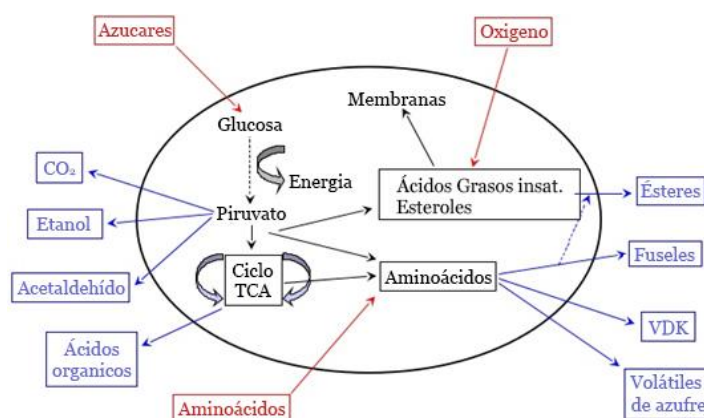 Azucares
Oxigeno
Membranas
Glucosa
CO₂
Energia
Ácidos Grasos insat.
Esteroles
Ésteres
Etanol
Piruvato
Fuseles
Ciclo
TCA
Aminoácidos
Acetaldehído
VDK
Ácidos
organicos
Aminoácidos
Volátiles
de azufre